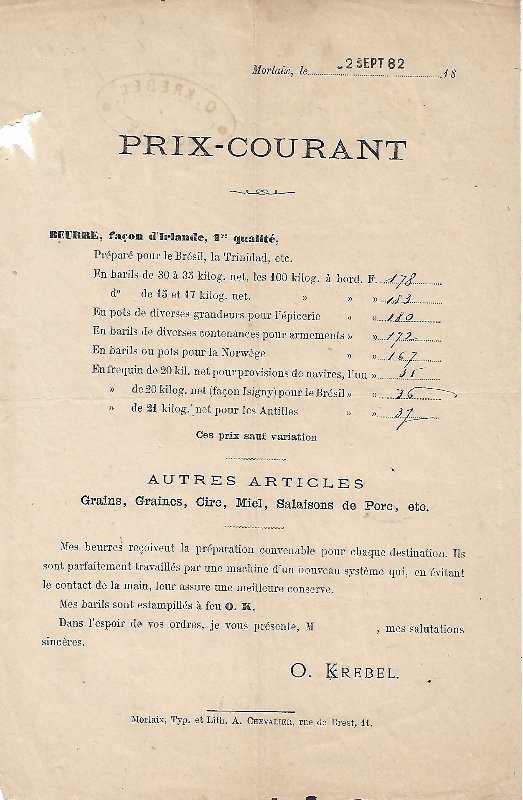 Morlaix, le 2 SEPT 82 18
O. KREBEL
PRIX-COURANT
BEURRE, façon d'Irlande, 1re qualité.
Préparé pour le Brésil, la Trinidad, etc.
En barils de 30 à 35 kilog. net, les 100 kilog. à bord. F. 178
do de 15 et 17 kilog. net. » » » 183
En pots de diverses grandeurs pour l'épicerie » » 180
En barils de diverses contenances pour armements » » 172
En barils ou pots pour la Norwège » » 167
En frequin de 20 kil. net pour provisions de navires, l'un » 35
» de 20 kilog. net (façon Isigny) pour le Brésil » » 36
» de 21 kilog. net pour les Antilles » » 37
Ces prix sauf variation
AUTRES ARTICLES
Grains, Graines, Cire, Miel, Salaisons de Porc, etc.
Mes beurres reçoivent la préparation convenable pour chaque destination. Ils
sont parfaitement travaillés par une machine d'un nouveau système qui, en évitant
le contact de la main, leur assure une meilleure conserve.
Mes barils sont estampillés à feu O. K.
Dans l'espoir de vos ordres, je vous présente, M , mes salutations
sincères.
O. KREBEL.
Morlaix, Typ. et Lith. A. CHEVALIER, rue de Brest, 11.